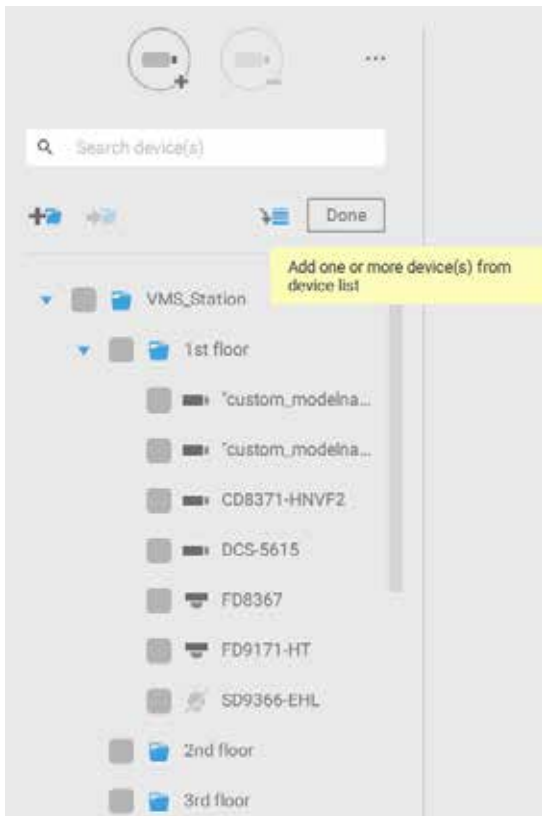 Search device(s)
Done
Add one or more device(s) from
device list
VMS_Station
1st floor
"custom_modelna...
"custom_modelna...
CD8371-HNVF2
DCS-5615
FD8367
FD9171-HT
SD9366-EHL
2nd floor
3rd floor